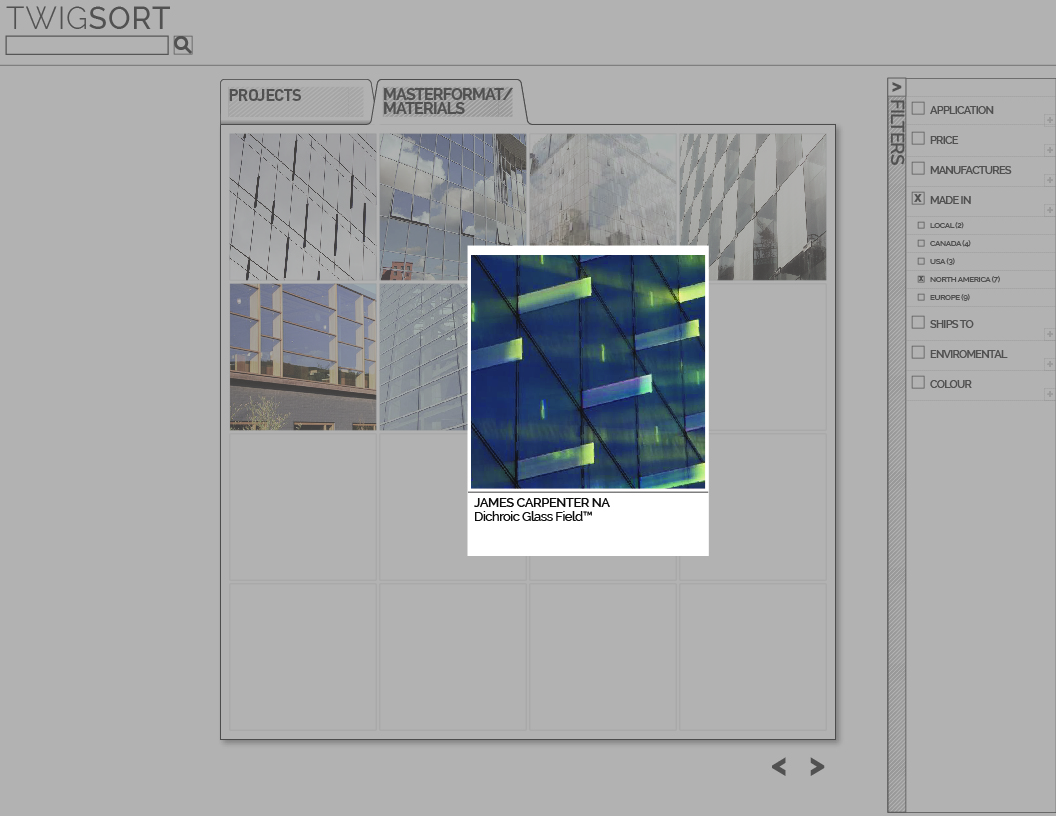 TWIGSORT
PROJECTS
MASTERFORMAT/
MATERIALS
JAMES CARPENTER NA
Dichroic Glass Field™
< >
>
FILTERS
APPLICATION
PRICE
MANUFACTURES
X MADE IN
LOCAL (2)
CANADA (4)
USA (3)
X NORTH AMERICA (7)
EUROPE (9)
SHIPS TO
ENVIROMENTAL
COLOUR